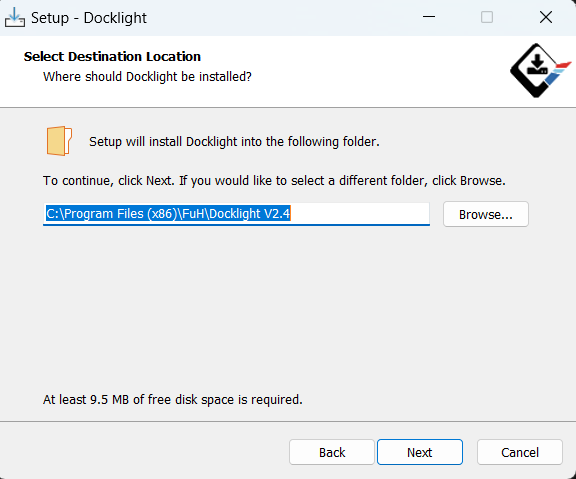 Setup - Docklight
Select Destination Location
Where should Docklight be installed?
Setup will install Docklight into the following folder.
To continue, click Next. If you would like to select a different folder, click Browse.
C:\Program Files (x86)\FuH\Docklight V2.4
Browse...
At least 9.5 MB of free disk space is required.
Back
Next
Cancel